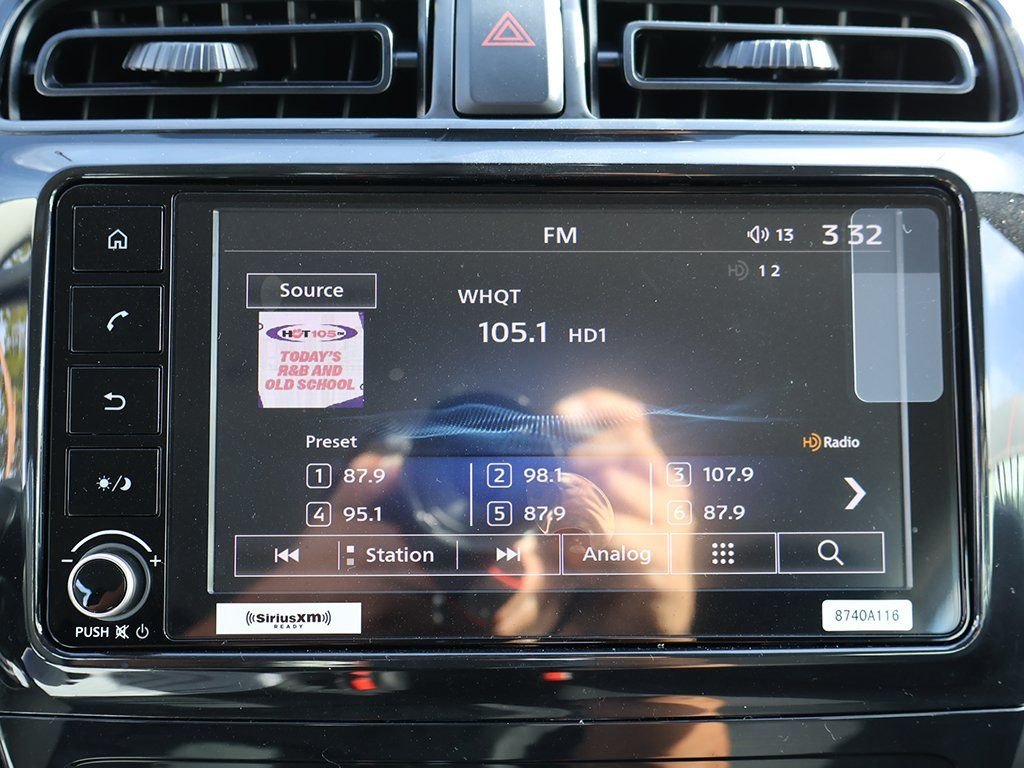 FM
13
3 32
HD 1 2
Source
WHQT
105.1 HD1
HOT 105 FM
TODAY'S
R&B AND
OLD SCHOOL
Preset
HD Radio
1 87.9
2 98.1
3 107.9
4 95.1
5 87.9
6 87.9
Station
Analog
- +
PUSH
((SiriusXM))
READY
8740A116